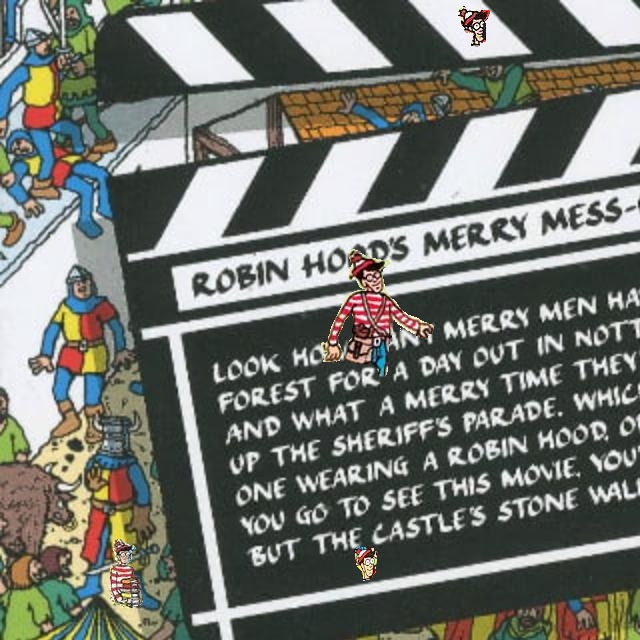 ROBIN HOOD'S MERRY MESS-
LOOK HO ANY MERRY MEN HA
FOREST FOR A DAY OUT IN NOTT
AND WHAT A MERRY TIME THEY
UP THE SHERIFF'S PARADE. WHIC
ONE WEARING A ROBIN HOOD
YOU GO TO SEE THIS MOVIE, YOU'
BUT THE CASTLE'S STONE WAL